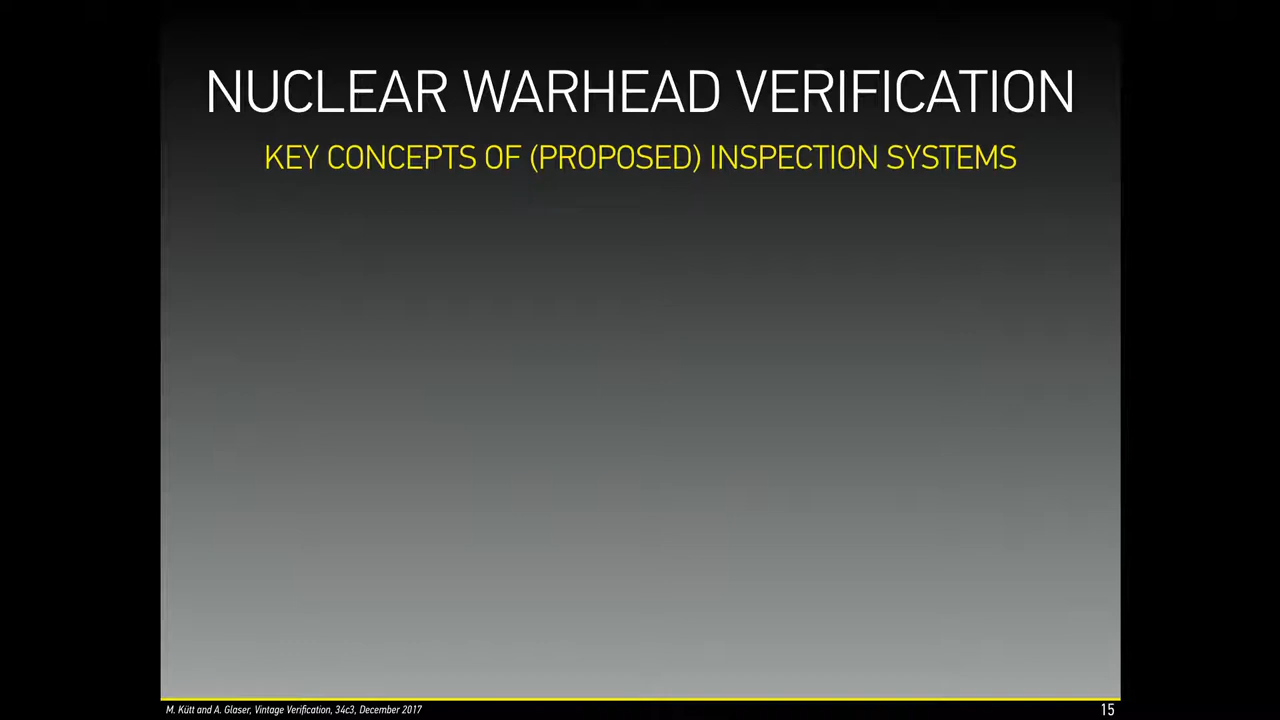 NUCLEAR WARHEAD VERIFICATION
KEY CONCEPTS OF (PROPOSED) INSPECTION SYSTEMS
M. Kütt and A. Glaser, Vintage Verification, 34c3, December 2017
15